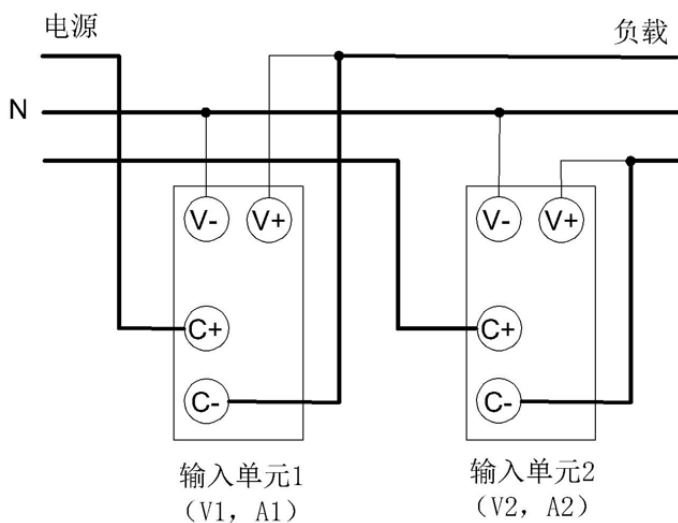 电源
负载
N
V-
V+
V-
V+
C+
C+
C-
C-
输入单元1
（V1，A1）
输入单元2
（V2，A2）